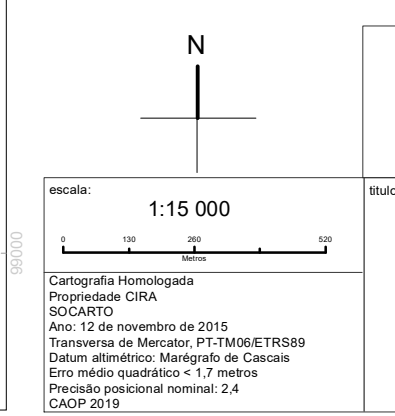 N
escala:
titulo
1:15 000
0 130 260 520
Metros
99000
Cartografia Homologada
Propriedade CIRA
SOCARTO
Ano: 12 de novembro de 2015
Transversa de Mercator, PT-TM06/ETRS89
Datum altimétrico: Marégrafo de Cascais
Erro médio quadrático < 1,7 metros
Precisão posicional nominal: 2,4
CAOP 2019